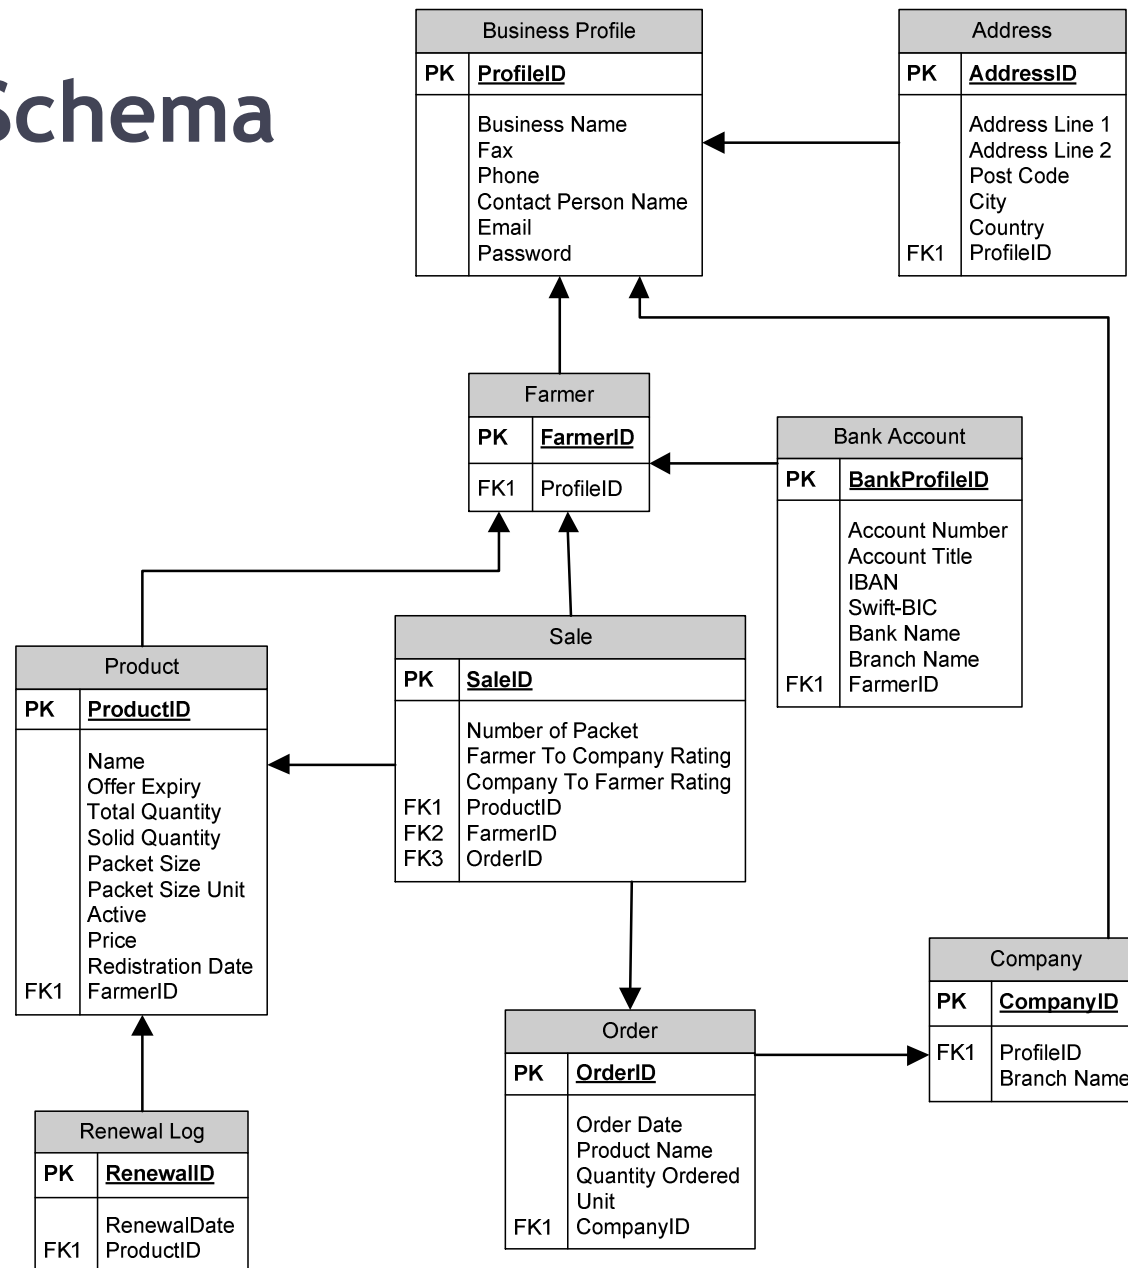 Schema
Business Profile
PK ProfileID
Business Name
Fax
Phone
Contact Person Name
Email
Password
Address
PK AddressID
Address Line 1
Address Line 2
Post Code
City
Country
FK1 ProfileID
Farmer
PK FarmerID
FK1 ProfileID
Bank Account
PK BankProfileID
Account Number
Account Title
IBAN
Swift-BIC
Bank Name
Branch Name
FK1 FarmerID
Product
PK ProductID
Name
Offer Expiry
Total Quantity
Solid Quantity
Packet Size
Packet Size Unit
Active
Price
Redistration Date
FK1 FarmerID
Sale
PK SaleID
Number of Packet
Farmer To Company Rating
Company To Farmer Rating
FK1 ProductID
FK2 FarmerID
FK3 OrderID
Company
PK CompanyID
FK1 ProfileID
Branch Name
Order
PK OrderID
Order Date
Product Name
Quantity Ordered
Unit
FK1 CompanyID
Renewal Log
PK RenewalID
RenewalDate
FK1 ProductID